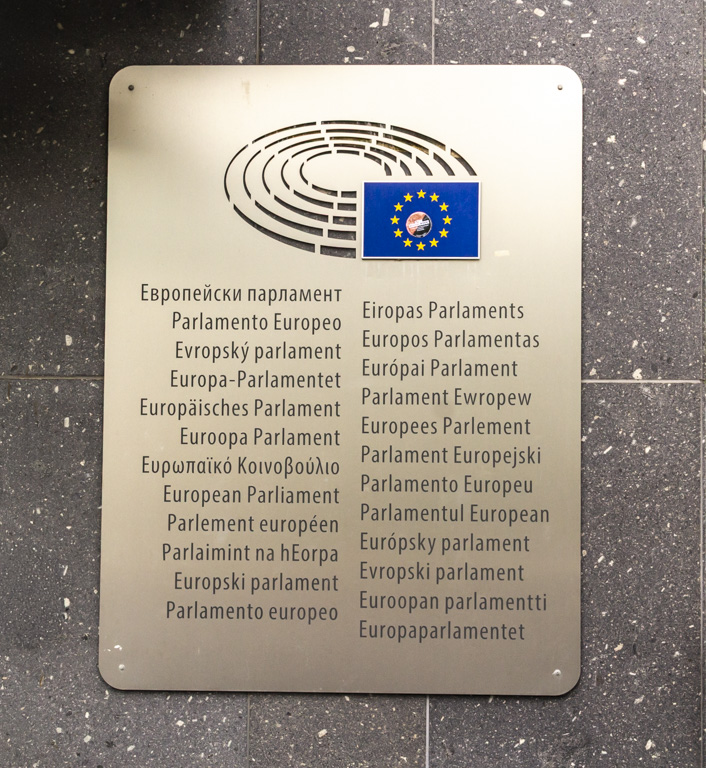 Европейски парламент
Parlamento Europeo
Evropský parlament
Europa-Parlamentet
Europäisches Parlament
Euroopa Parlament
Ευρωπαϊκό Κοινοβούλιο
European Parliament
Parlement européen
Parlaimint na hEorpa
Europski parlament
Parlamento europeo
Eiropas Parlaments
Europos Parlamentas
Európai Parlament
Parlament Ewropew
Europees Parlement
Parlament Europejski
Parlamento Europeu
Parlamentul European
Európsky parlament
Evropski parlament
Euroopan parlamentti
Europaparlamentet